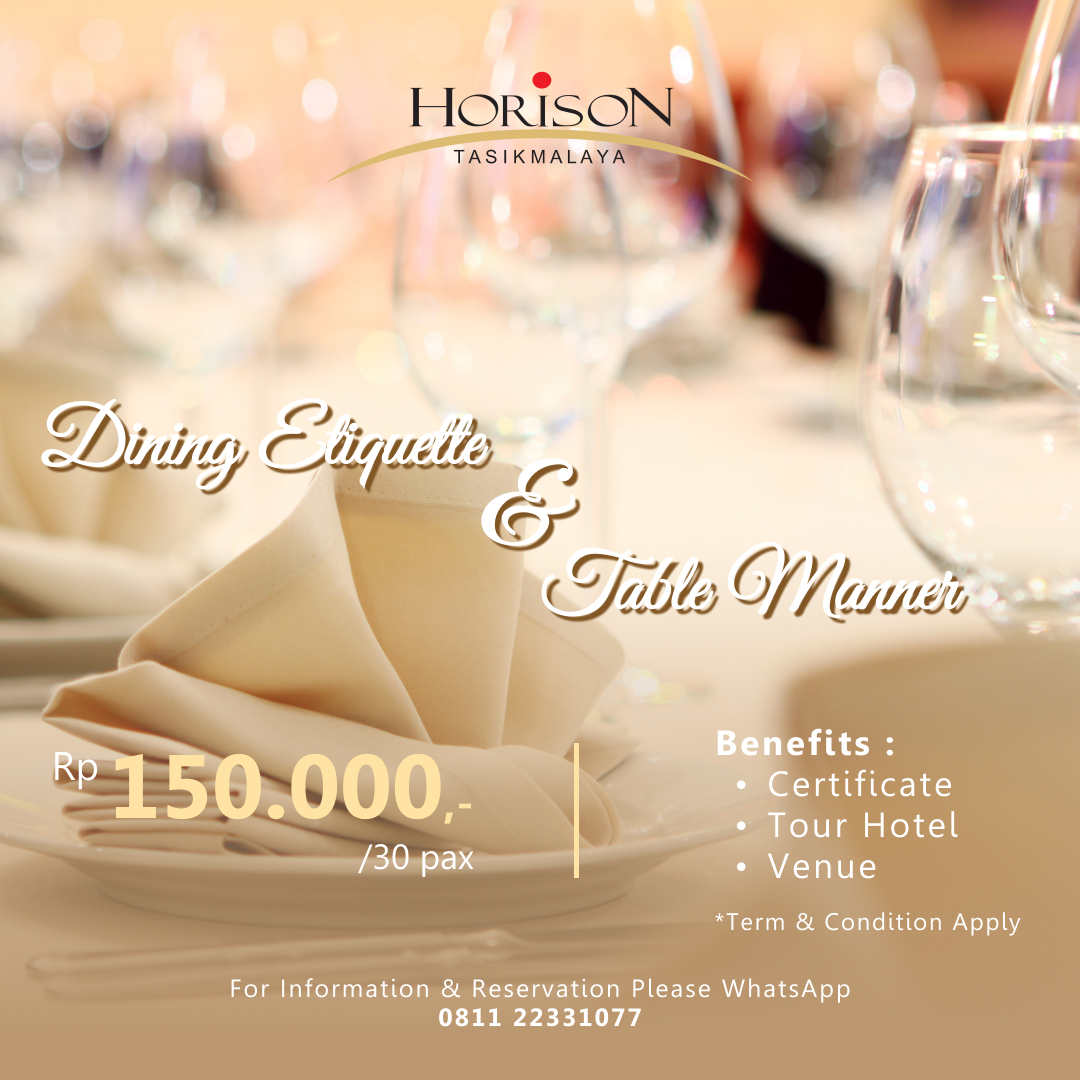 HORISON
TASIKMALAYA
Dining Etiquette
&
Table Manner
Rp 150.000,-
/30 pax
Benefits :
• Certificate
• Tour Hotel
• Venue
*Term & Condition Apply
For Information & Reservation Please WhatsApp
0811 22331077